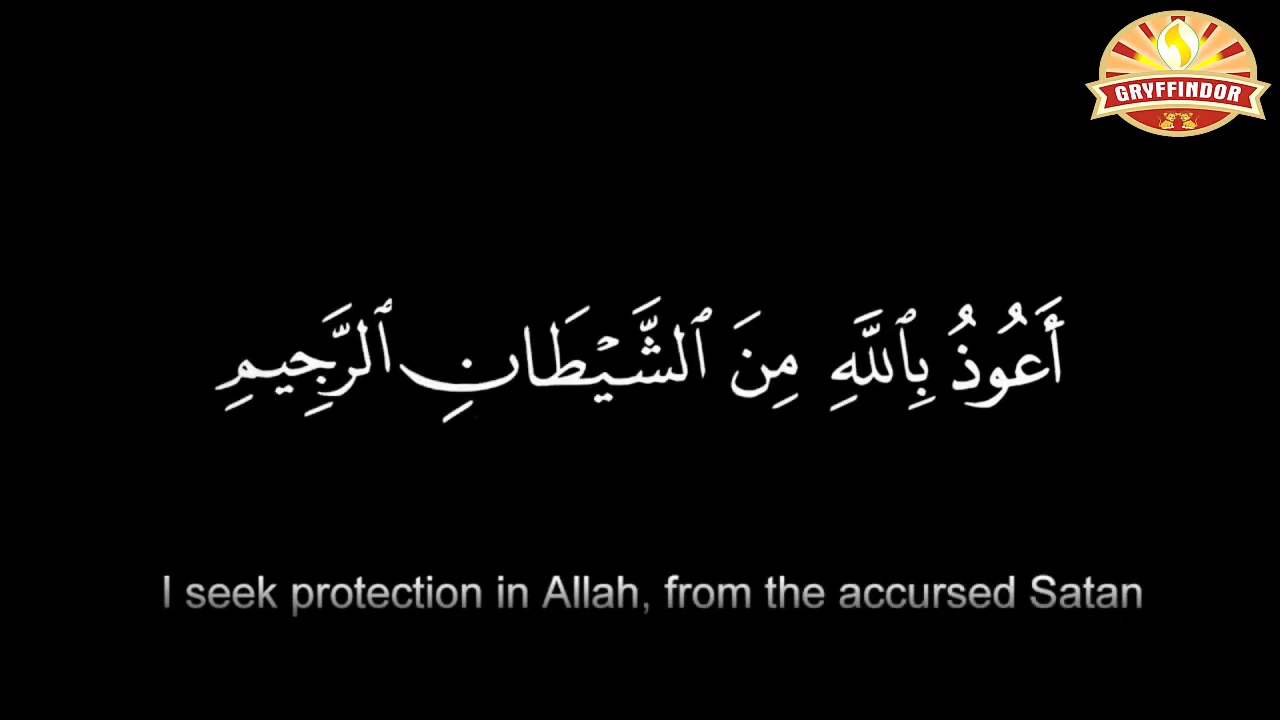 GRYFFINDOR
أَعُوذُ بِٱللَّهِ مِنَ ٱلشَّيْطَانِ ٱلرَّجِيمِ
I seek protection in Allah, from the accursed Satan